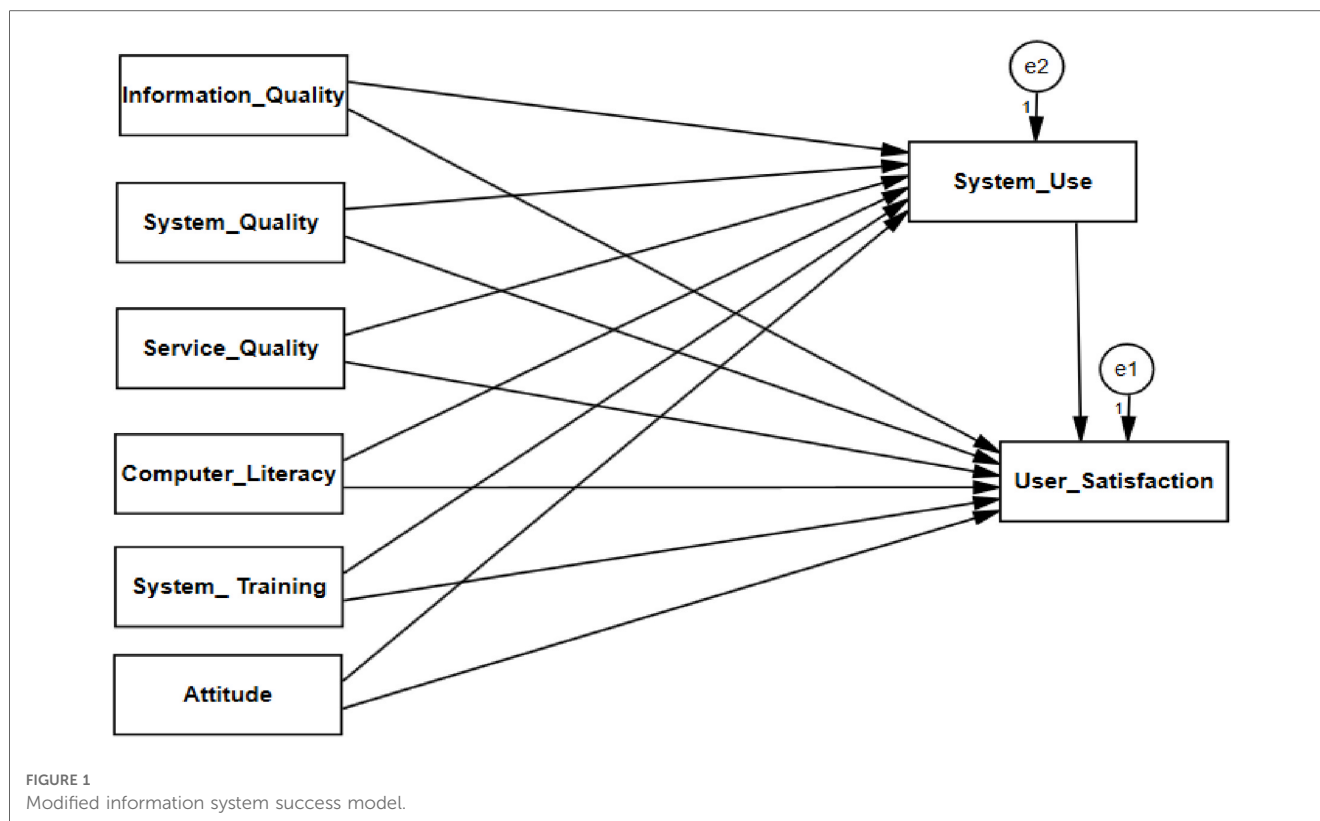 Information_Quality
System_Quality
Service_Quality
Computer_Literacy
System_ Training
Attitude
e2
1
System_Use
e1
1
User_Satisfaction
FIGURE 1
Modified information system success model.